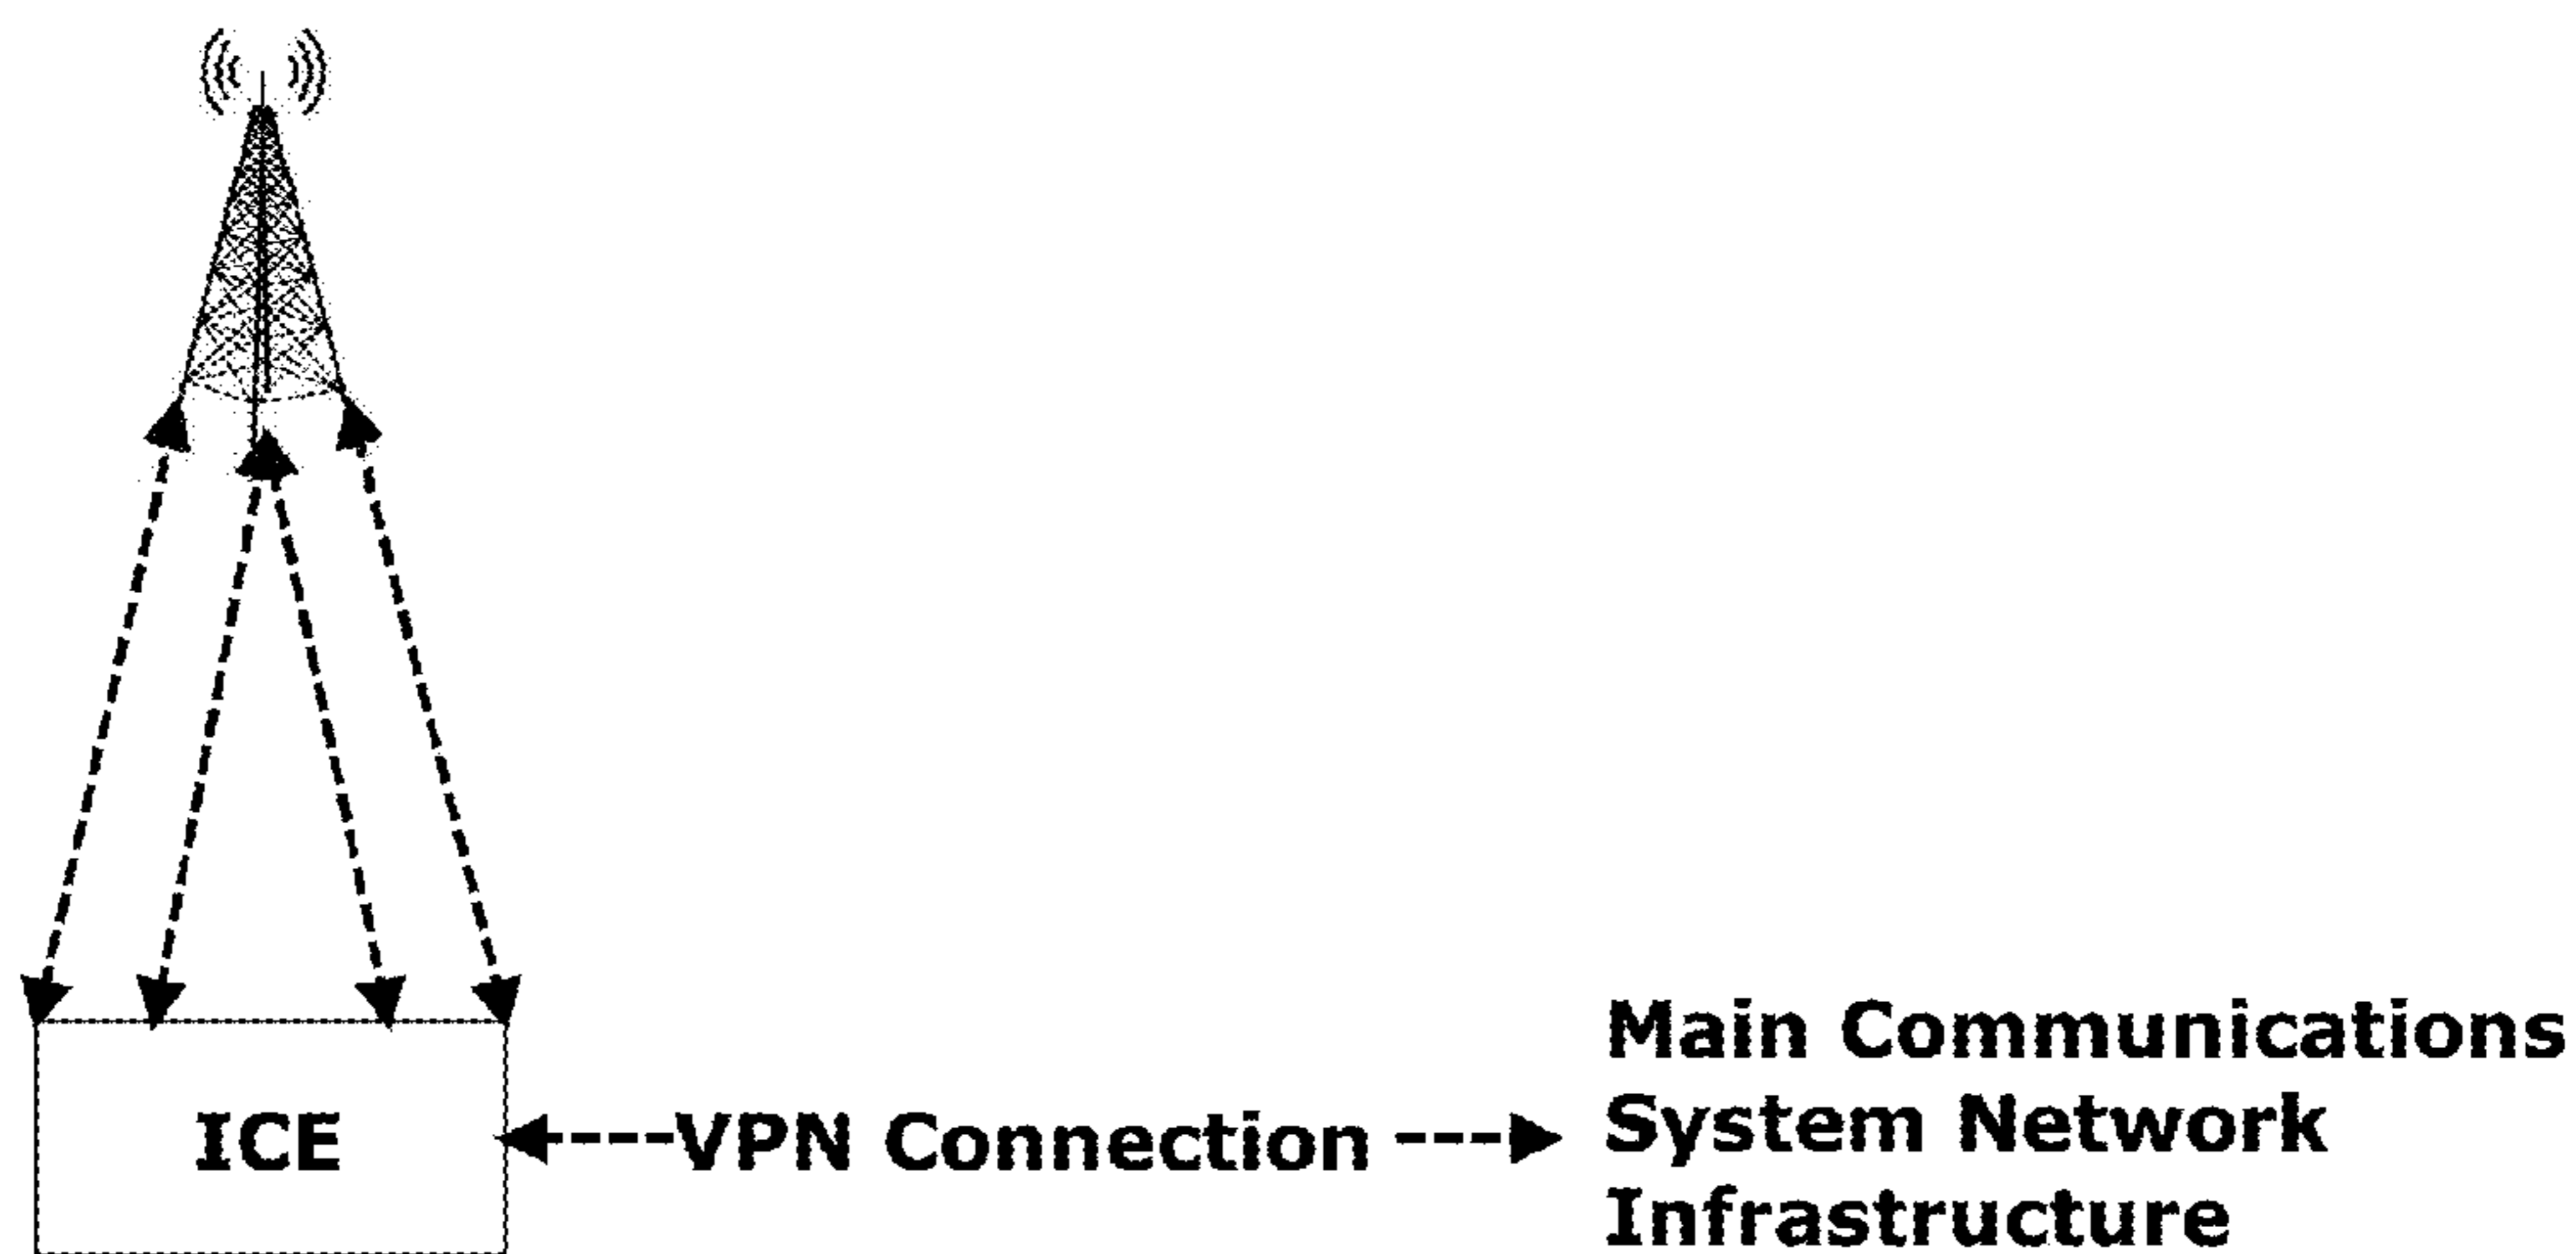 ICE
VPN Connection
Main Communications
System Network
Infrastructure